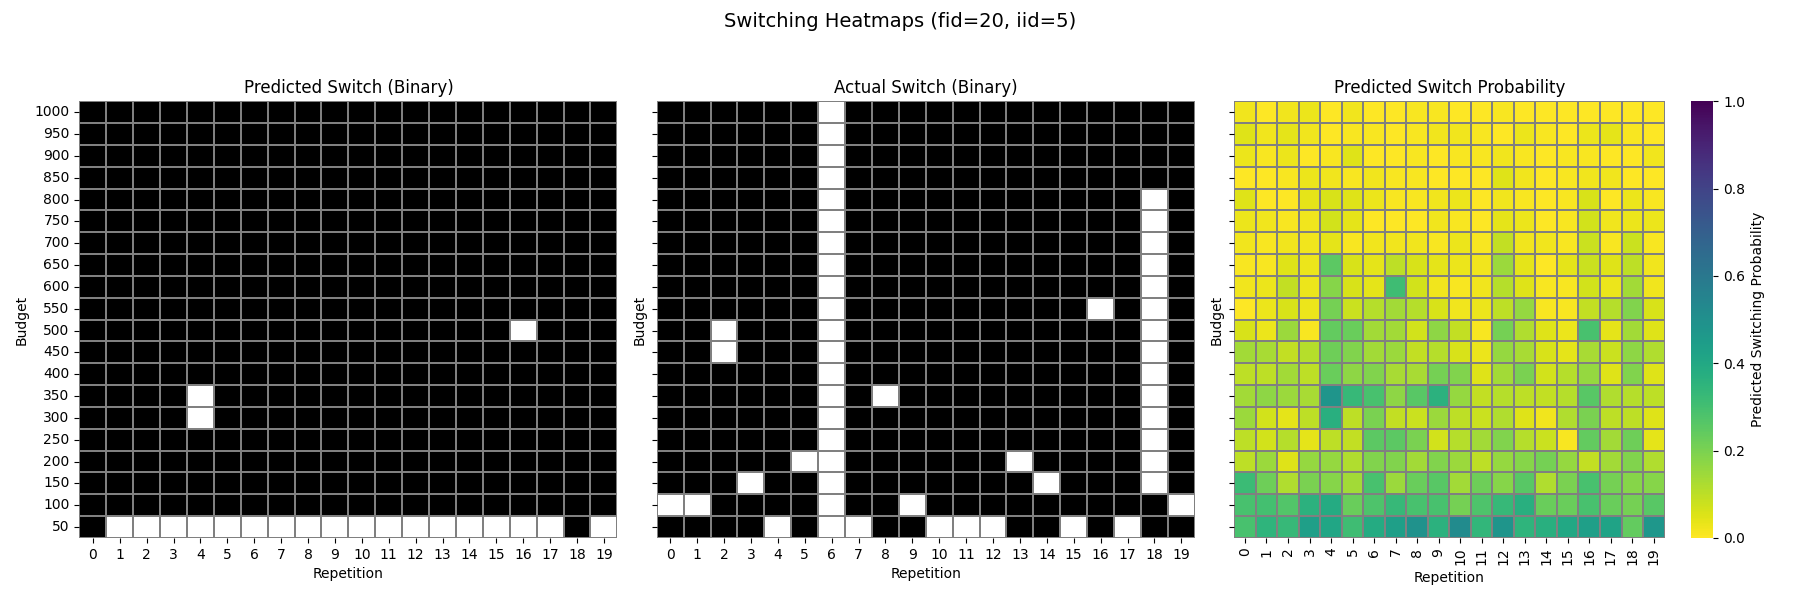 Switching Heatmaps (fid=20, iid=5)
Predicted Switch (Binary)
Budget
1000
950
900
850
800
750
700
650
600
550
500
450
400
350
300
250
200
150
100
50
0 1 2 3 4 5 6 7 8 9 10 11 12 13 14 15 16 17 18 19
Repetition
Actual Switch (Binary)
Budget
0 1 2 3 4 5 6 7 8 9 10 11 12 13 14 15 16 17 18 19
Repetition
Predicted Switch Probability
Budget
0 1 2 3 4 5 6 7 8 9 10 11 12 13 14 15 16 17 18 19
Repetition
1.0
0.8
0.6
0.4
0.2
0.0
Predicted Switching Probability